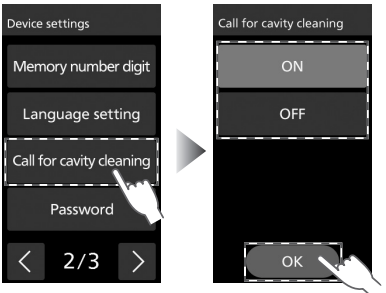 Device settings
Memory number digit
Language setting
Call for cavity cleaning
Password
< 2/3 >
Call for cavity cleaning
ON
OFF
OK